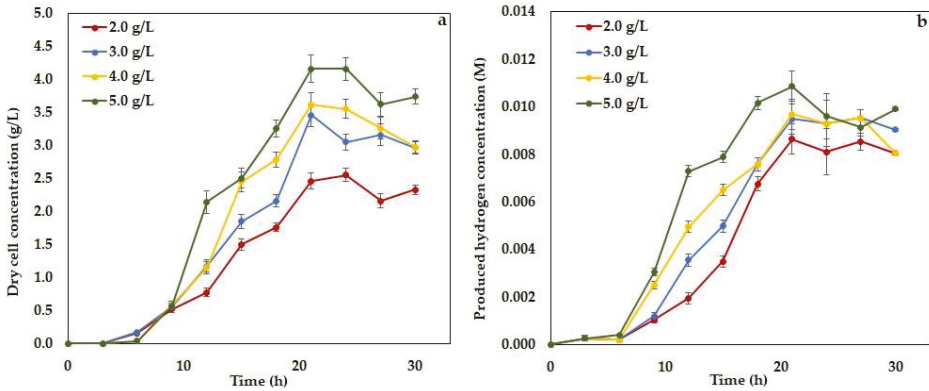 a
2.0 g/L
3.0 g/L
4.0 g/L
5.0 g/L
Dry cell concentration (g/L)
5.0
4.5
4.0
3.5
3.0
2.5
2.0
1.5
1.0
0.5
0.0
0
10
20
30
Time (h)
b
2.0 g/L
3.0 g/L
4.0 g/L
5.0 g/L
Produced hydrogen concentration (M)
0.014
0.012
0.010
0.008
0.006
0.004
0.002
0.000
0
10
20
30
Time (h)